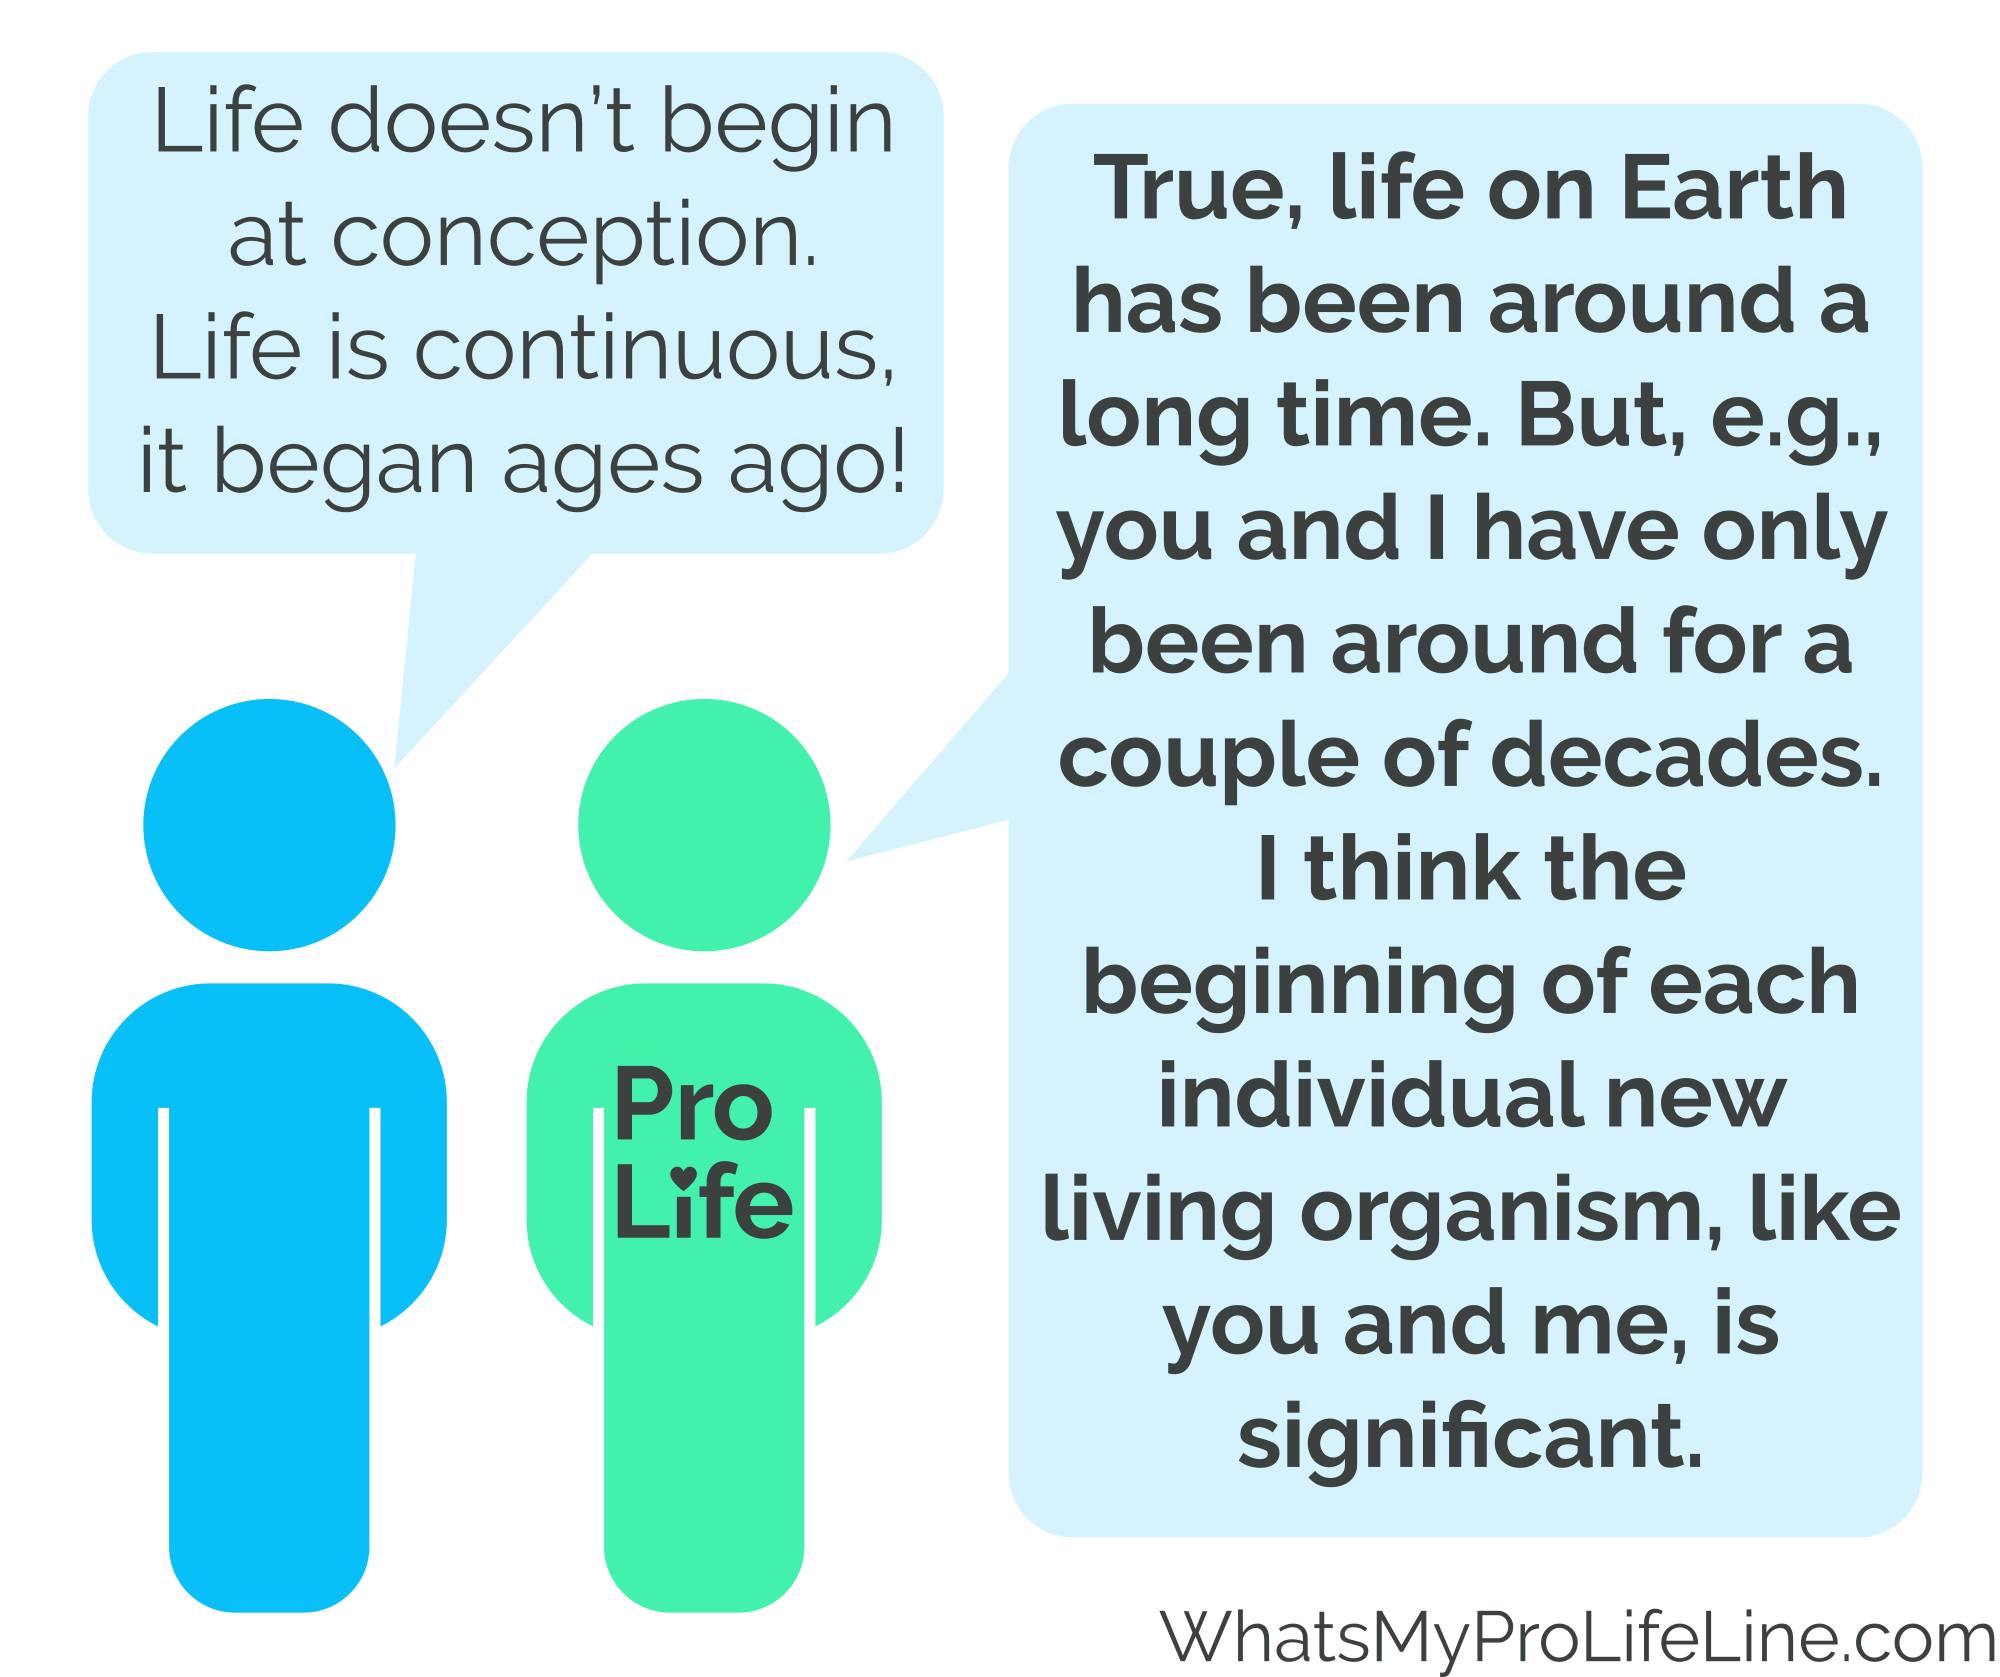 Life doesn’t begin
at conception.
Life is continuous,
it began ages ago!
True, life on Earth
has been around a
long time. But, e.g.,
you and I have only
been around for a
couple of decades.
I think the
beginning of each
individual new
living organism, like
you and me, is
significant.
Pro
Life
WhatsMyProLifeLine.com